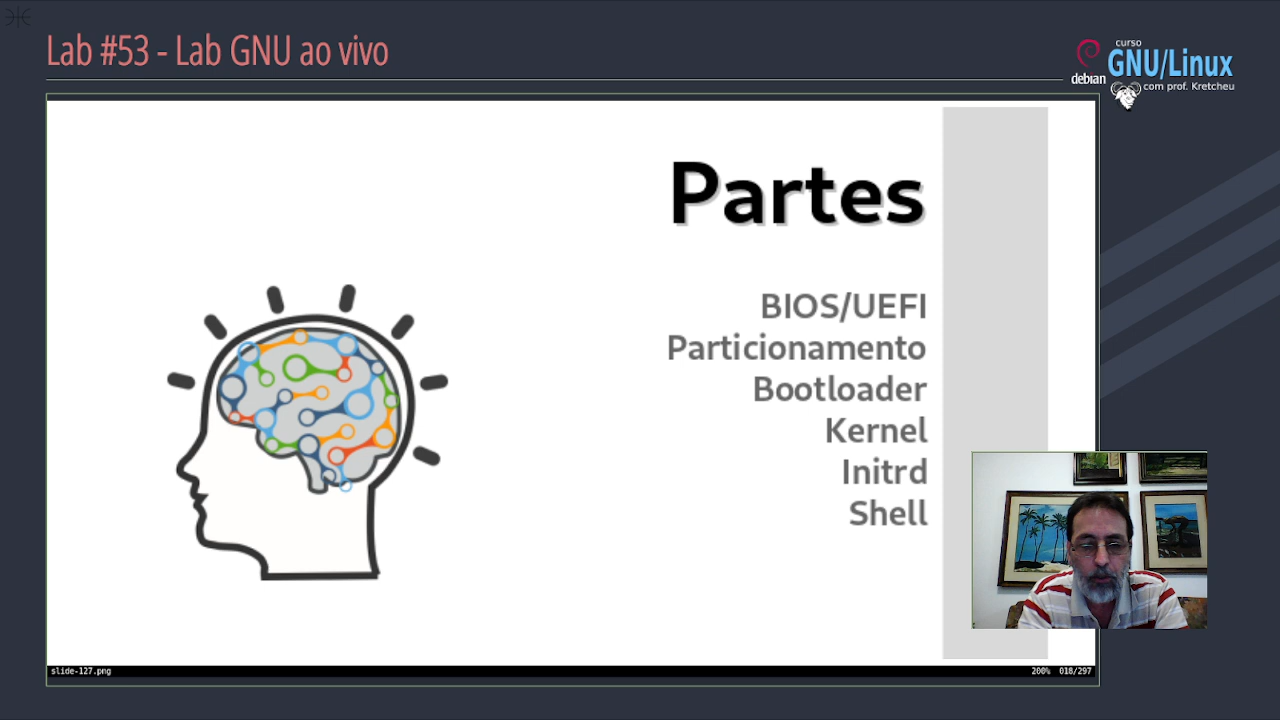 Lab #53 - Lab GNU ao vivo
curso
GNU/Linux
debian
com prof. Kretcheu
Partes
BIOS/UEFI
Particionamento
Bootloader
Kernel
Initrd
Shell
slide-127.png
200% 018/297